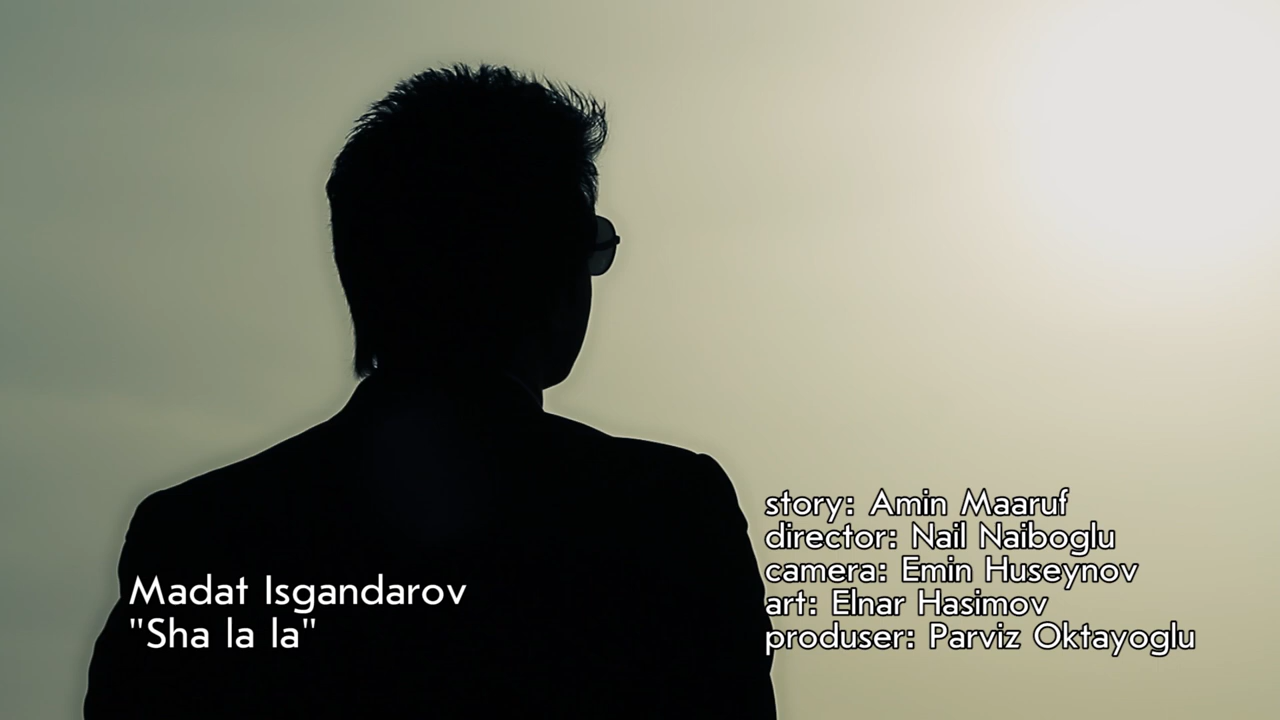 Madat Isgandarov
"Sha la la"
story: Amin Maaruf
director: Nail Naiboglu
camera: Emin Huseynov
art: Elnar Hasimov
produser: Parviz Oktayoglu